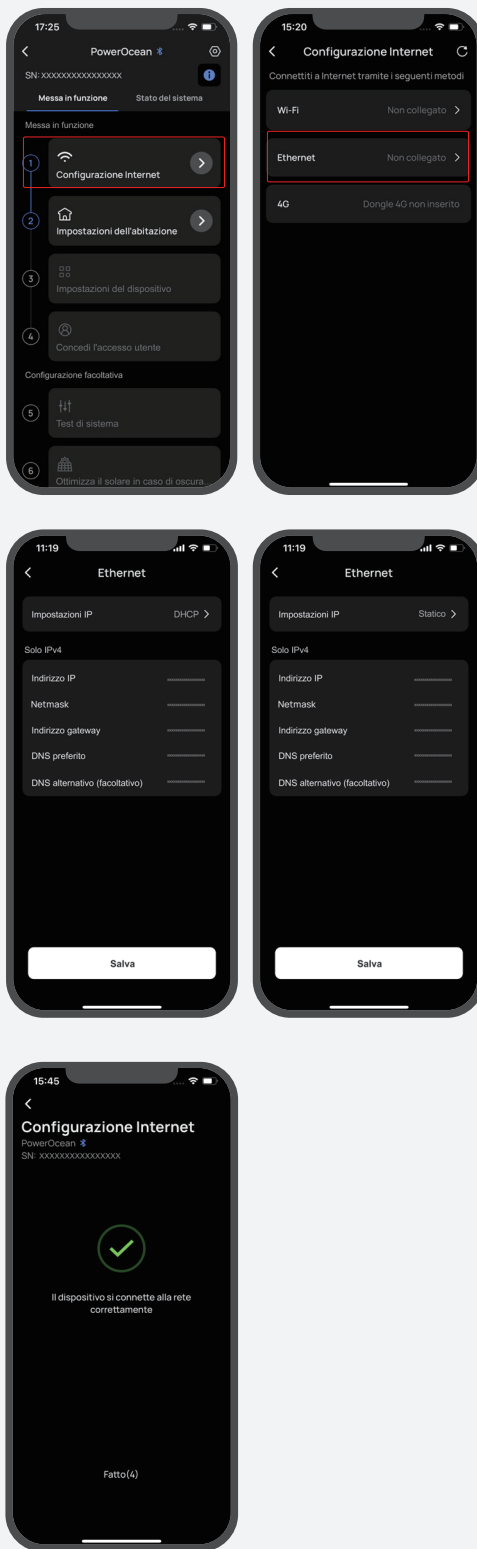 17:25
PowerOcean
SN: XXXXXXXXXXXXXXXX
Messa in funzione
Stato del sistema
Messa in funzione
1
Configurazione Internet
2
Impostazioni dell'abitazione
3
Impostazioni del dispositivo
4
Concedi l'accesso utente
Configurazione facoltativa
5
Test di sistema
6
Ottimizza il solare in caso di oscura...
15:20
Configurazione Internet
Connettiti a Internet tramite i seguenti metodi
Wi-Fi
Non collegato
Ethernet
Non collegato
4G
Dongle 4G non inserito
11:19
Ethernet
Impostazioni IP
DHCP
Solo IPv4
Indirizzo IP
Netmask
Indirizzo gateway
DNS preferito
DNS alternativo (facoltativo)
Salva
11:19
Ethernet
Impostazioni IP
Statico
Solo IPv4
Indirizzo IP
Netmask
Indirizzo gateway
DNS preferito
DNS alternativo (facoltativo)
Salva
15:45
Configurazione Internet
PowerOcean
SN: XXXXXXXXXXXXXXXX
Il dispositivo si connette alla rete
correttamente
Fatto(4)